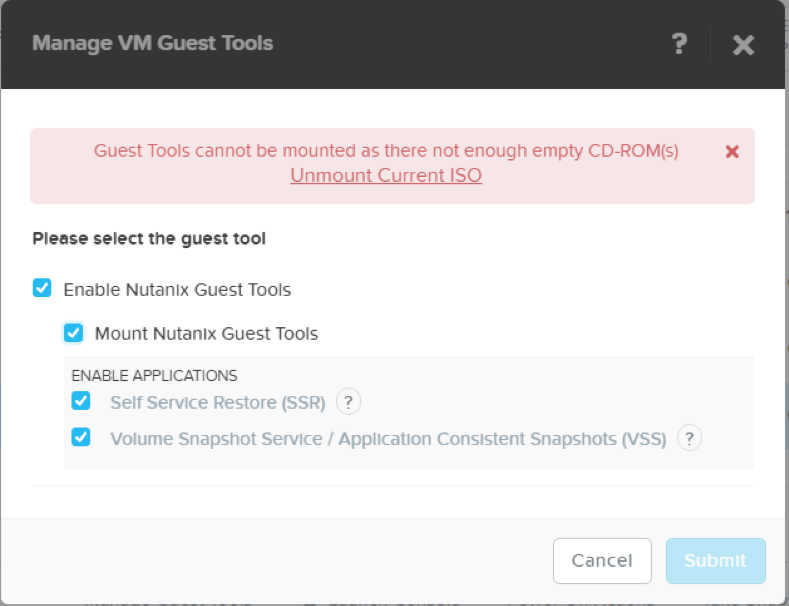 Manage VM Guest Tools
?
Guest Tools cannot be mounted as there not enough empty CD-ROM(s)
Unmount Current ISO
Please select the guest tool
Enable Nutanix Guest Tools
Mount Nutanix Guest Tools
ENABLE APPLICATIONS
Self Service Restore (SSR) ?
Volume Snapshot Service / Application Consistent Snapshots (VSS) ?
Cancel Submit